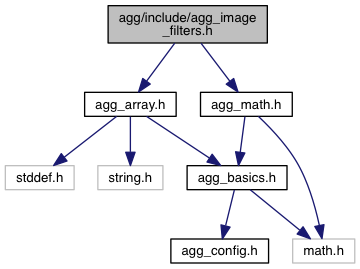 agg/include/agg_image
_filters.h
agg_array.h
agg_math.h
stddef.h
string.h
agg_basics.h
agg_config.h
math.h